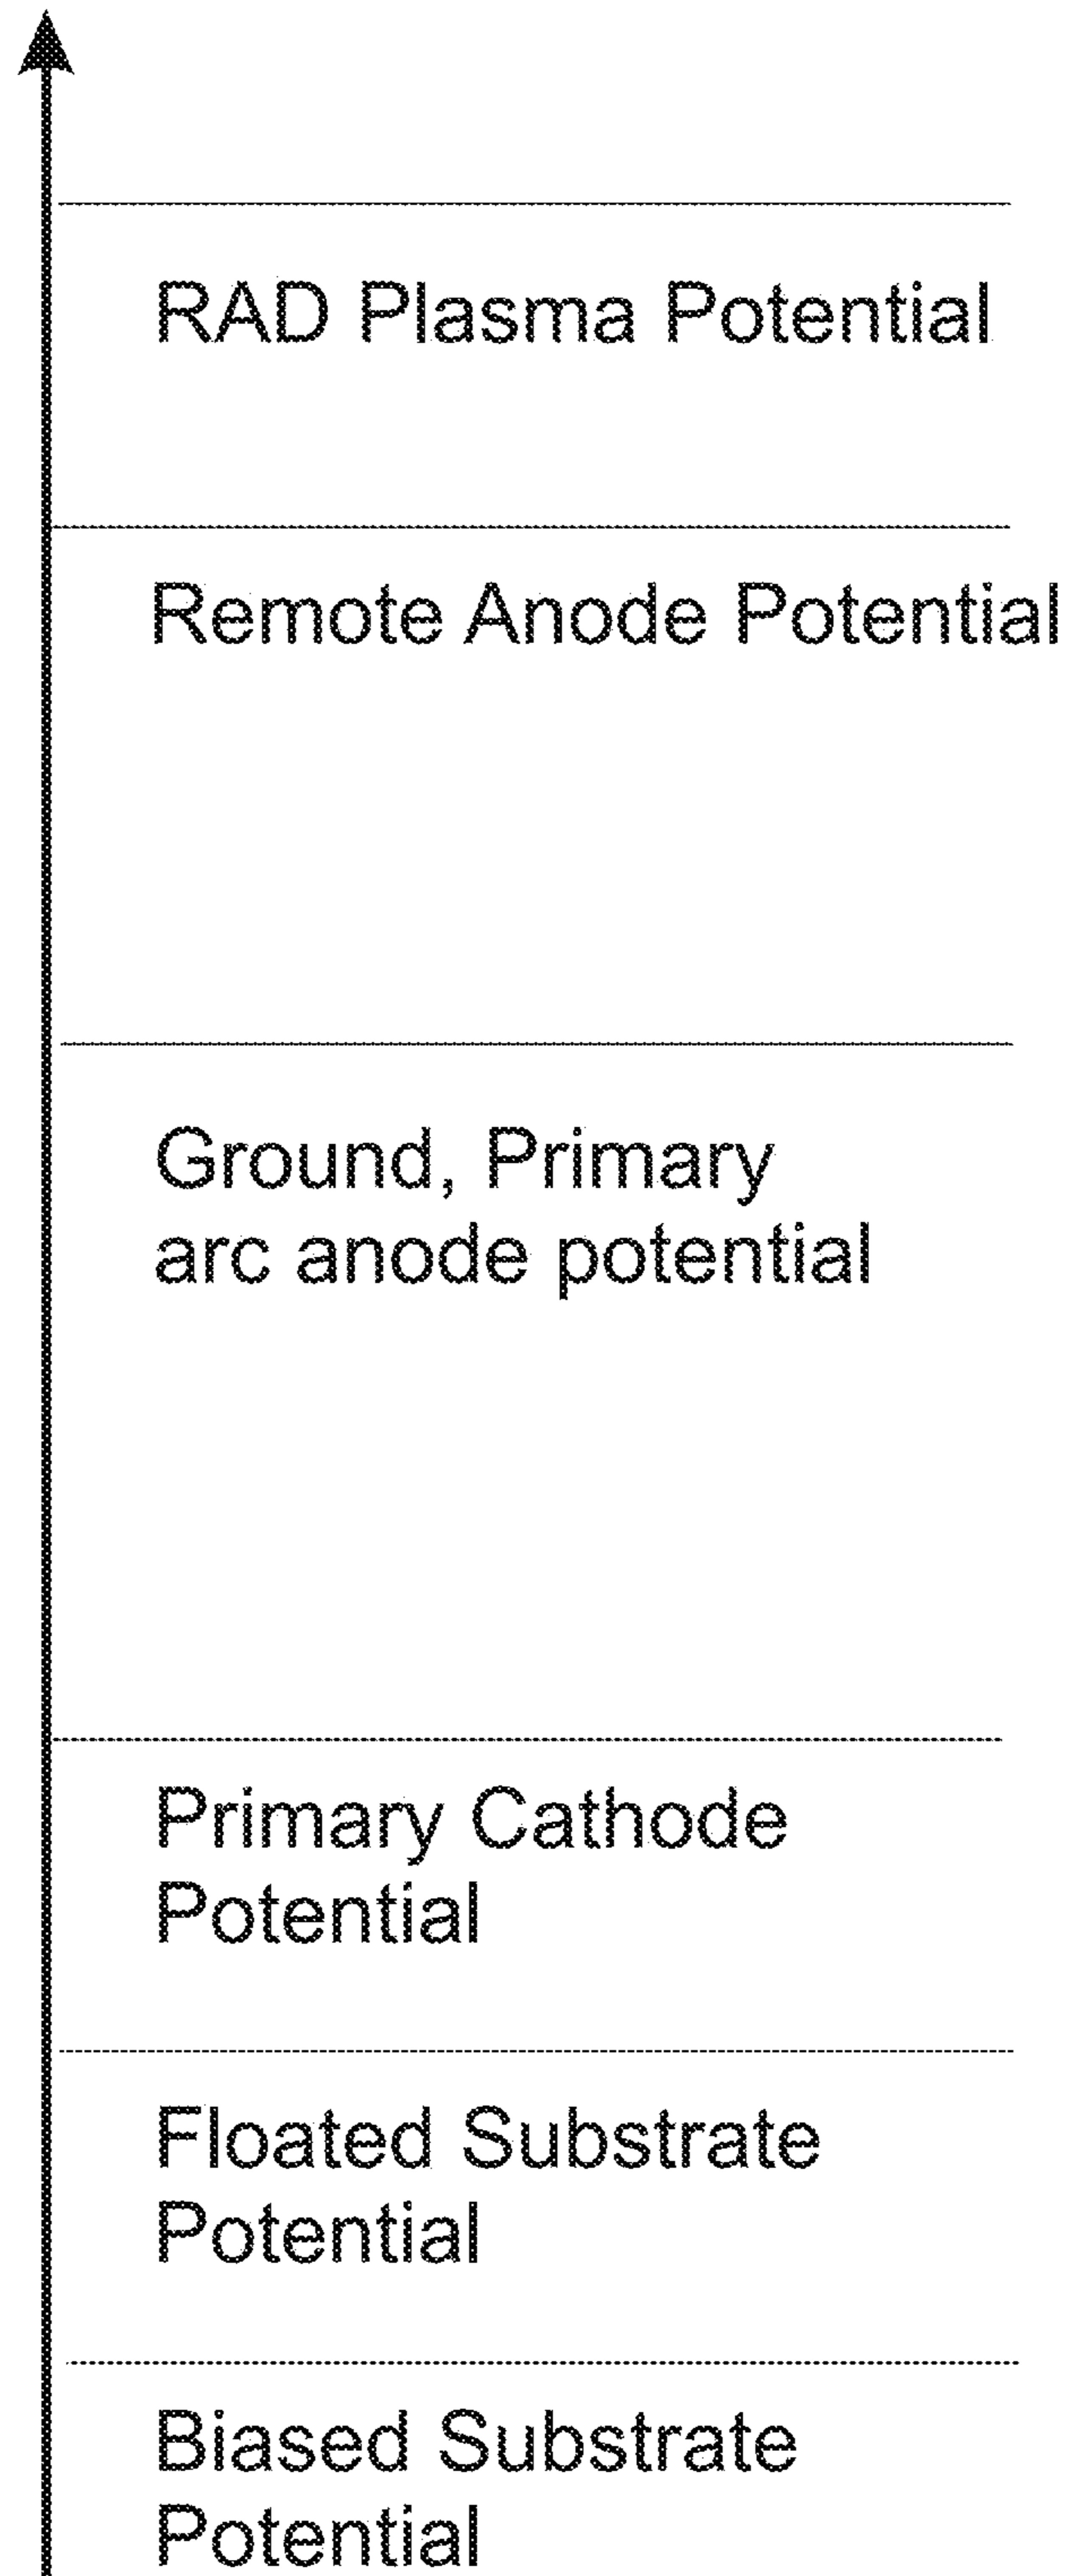 RAD Plasma Potential
Remote Anode Potential
Ground, Primary
arc anode potential
Primary Cathode
Potential
Floated Substrate
Potential
Biased Substrate
Potential